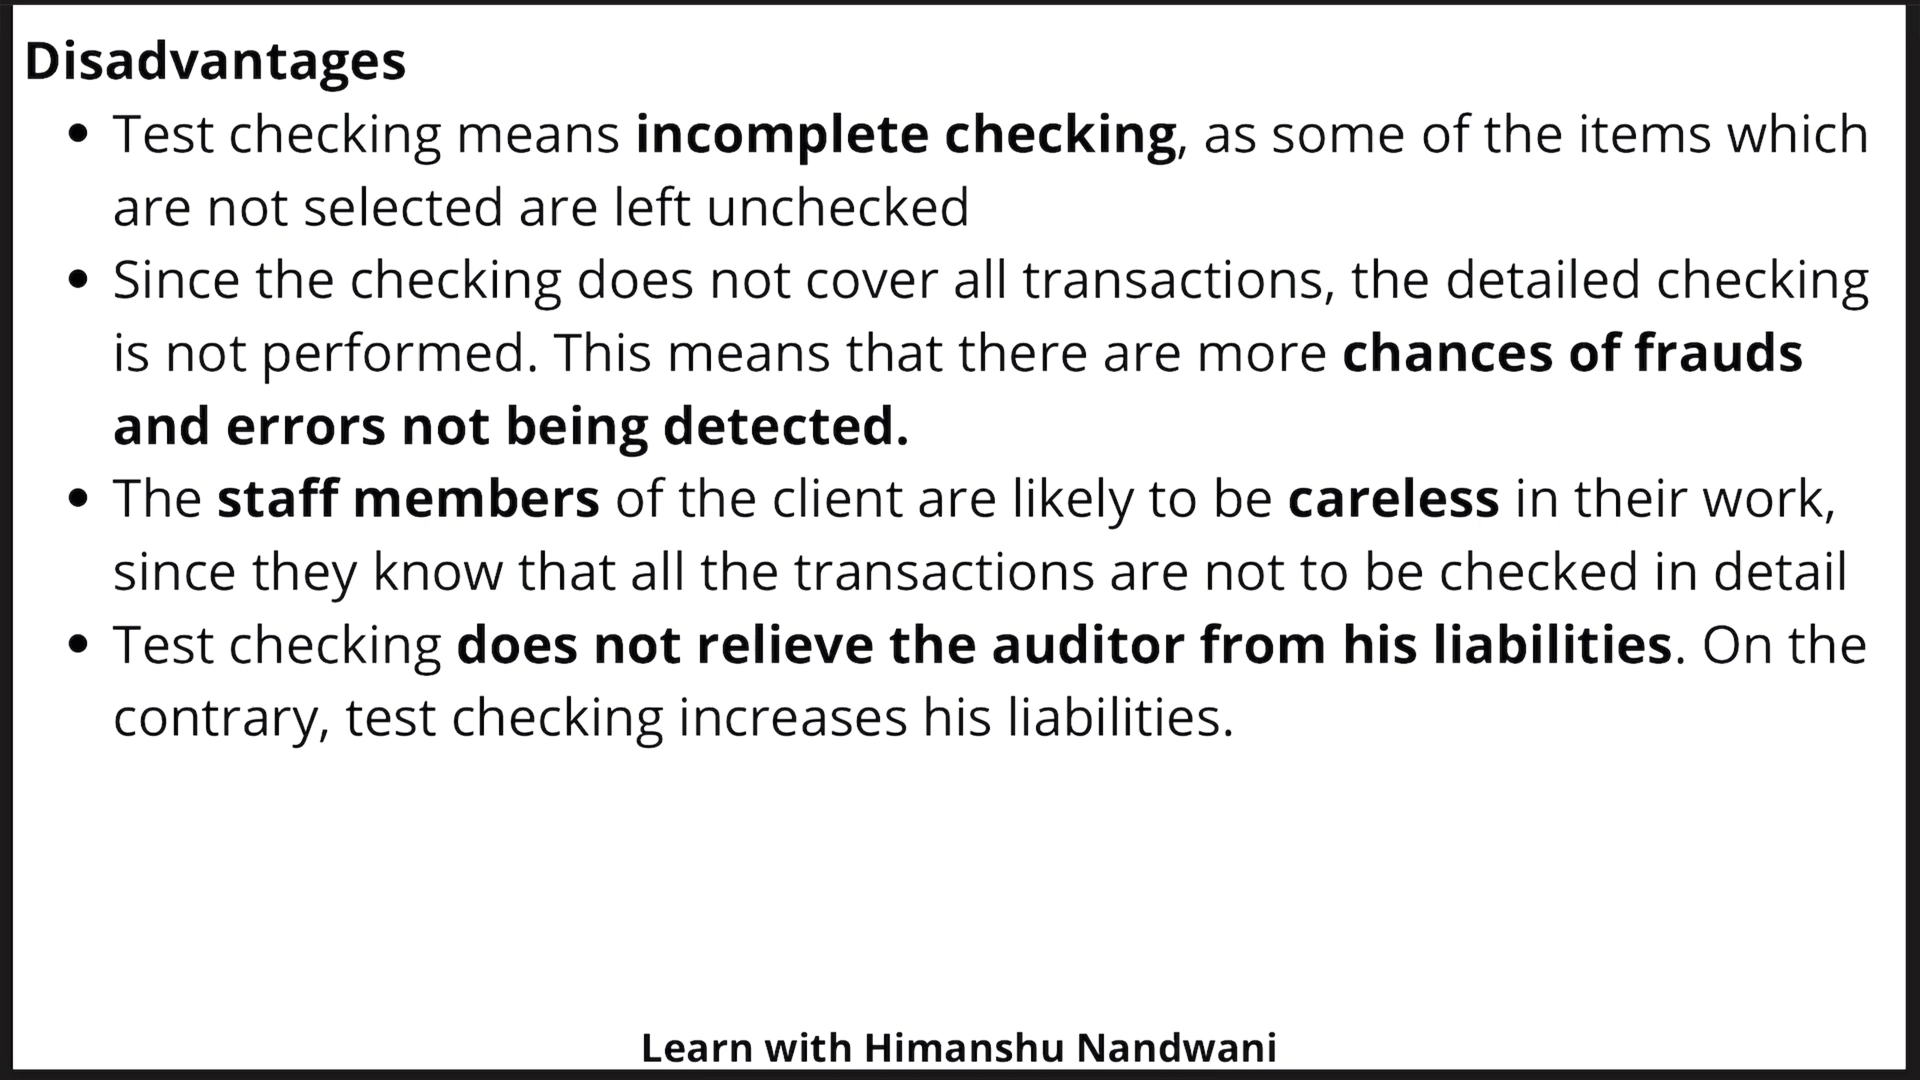 Disadvantages
• Test checking means incomplete checking, as some of the items which
are not selected are left unchecked
• Since the checking does not cover all transactions, the detailed checking
is not performed. This means that there are more chances of frauds
and errors not being detected.
• The staff members of the client are likely to be careless in their work,
since they know that all the transactions are not to be checked in detail
• Test checking does not relieve the auditor from his liabilities. On the
contrary, test checking increases his liabilities.
Learn with Himanshu Nandwani